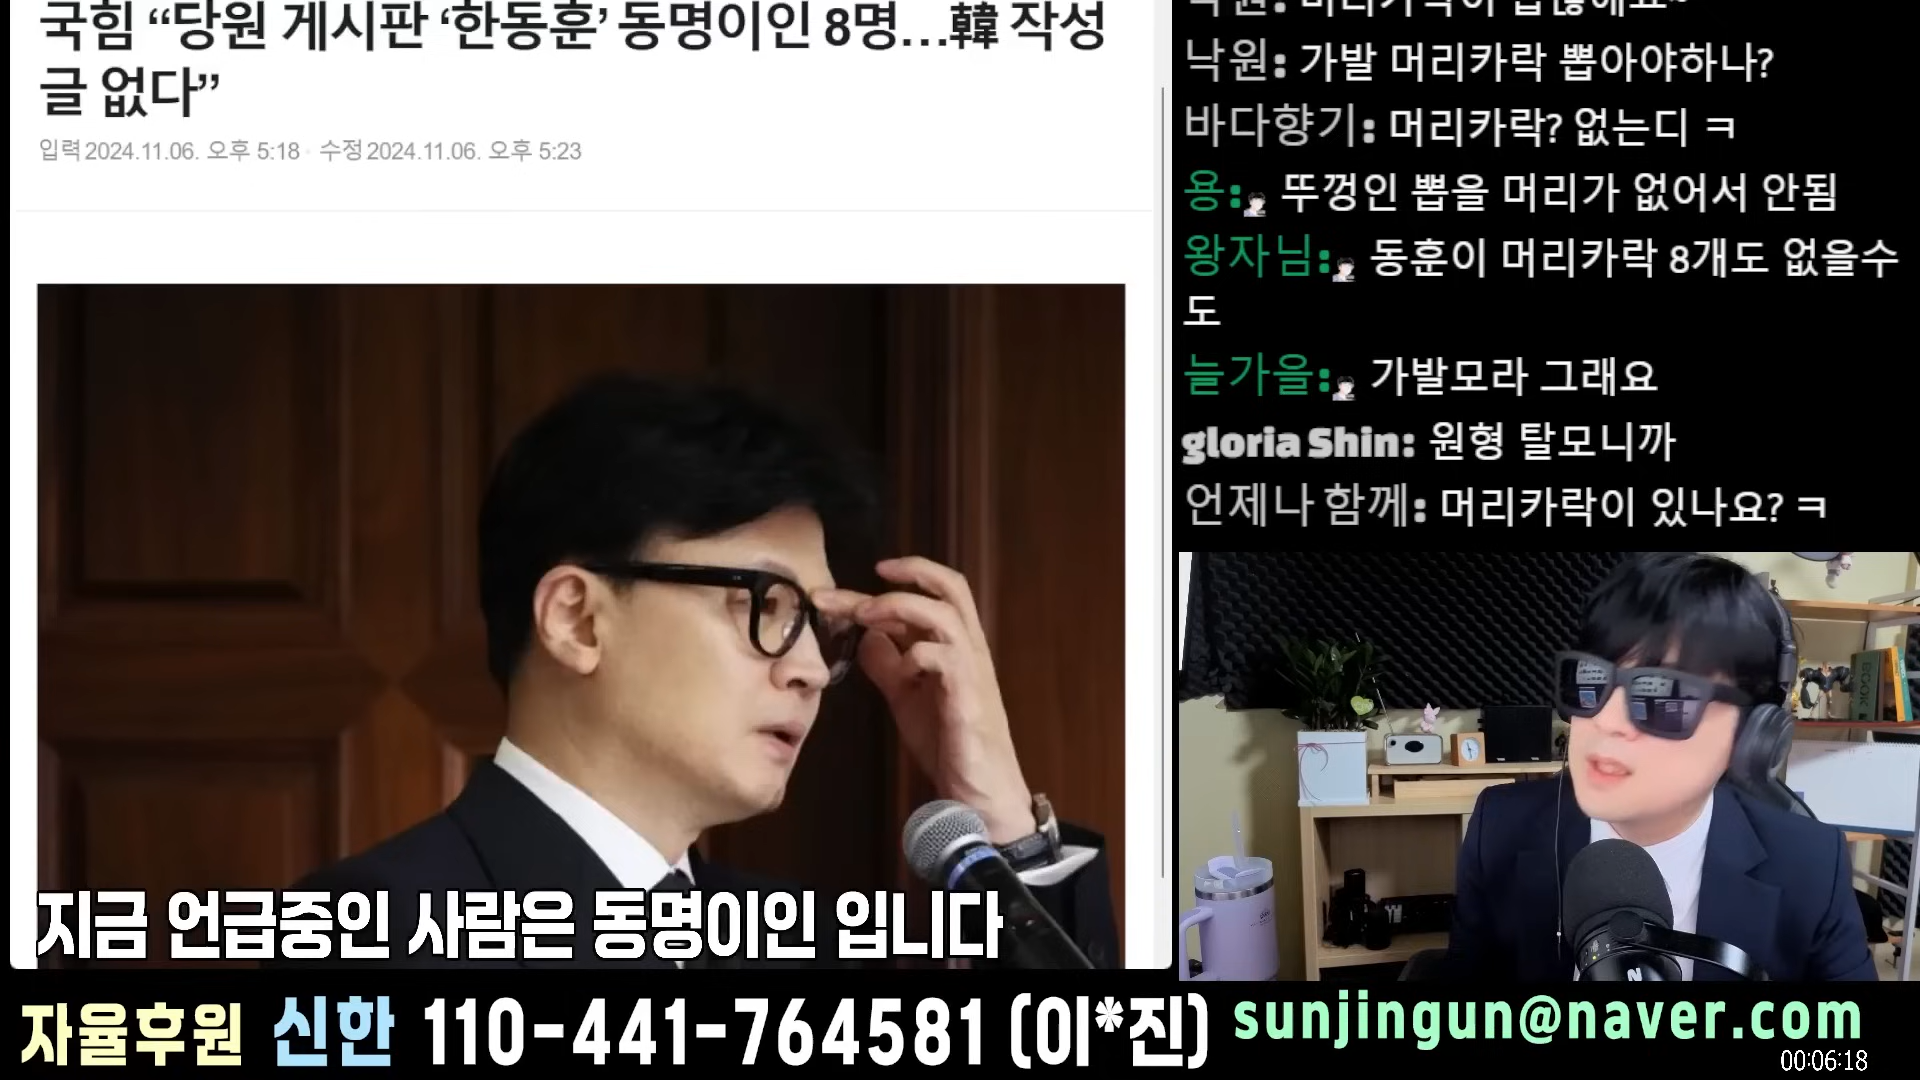 국힘 “당원 게시판 ‘한동훈’ 동명이인 8명…韓 작성
글 없다”
입력 2024.11.06. 오후 5:18 · 수정 2024.11.06. 오후 5:23
지금 언급중인 사람은 동명이인 입니다
낙원: 가발 머리카락 뽑아야하나?
바다향기: 머리카락? 없는디 ㅋ
용: 뚜껑인 뽑을 머리가 없어서 안됨
왕자님: 동훈이 머리카락 8개도 없을수
도
늘가을: 가발모라 그래요
gloria Shin: 원형 탈모니까
언제나 함께: 머리카락이 있나요? ㅋ
자율후원 신한 110-441-764581 (이*진) sunjingun@naver.com
00:06:18